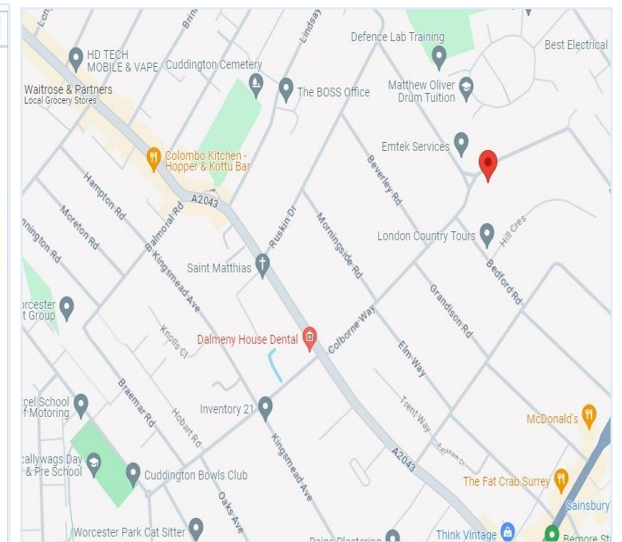 Defence Lab Training
Best Electrical
HD TECH
MOBILE & VAPE
Cuddington Cemetery
The BOSS Office
Matthew Oliver
Drum Tuition
Waitrose & Partners
Local Grocery Stores
Colombo Kitchen -
Hopper & Kottu Bar
Emtek Services
Beverley Rd
Hampton Rd
Moreton Rd
Balmoral Rd
A2043
Ruskin Dr
Morningside Rd
London Country Tours
Hill Cres
Bedford Rd
Kingsmead Ave
Saint Matthias
Grandison Rd
Knolls Cl
Dalmeny House Dental
Colborne Way
Elm Way
Braemar Rd
Hobart Rd
Inventory 21
Trent Way
McDonald's
of Motoring
& Pre School
Cuddington Bowls Club
Kingsmead Ave
A2043
The Fat Crab Surrey
Oaks Ave
Worcester Park Cat Sitter
Think Vintage